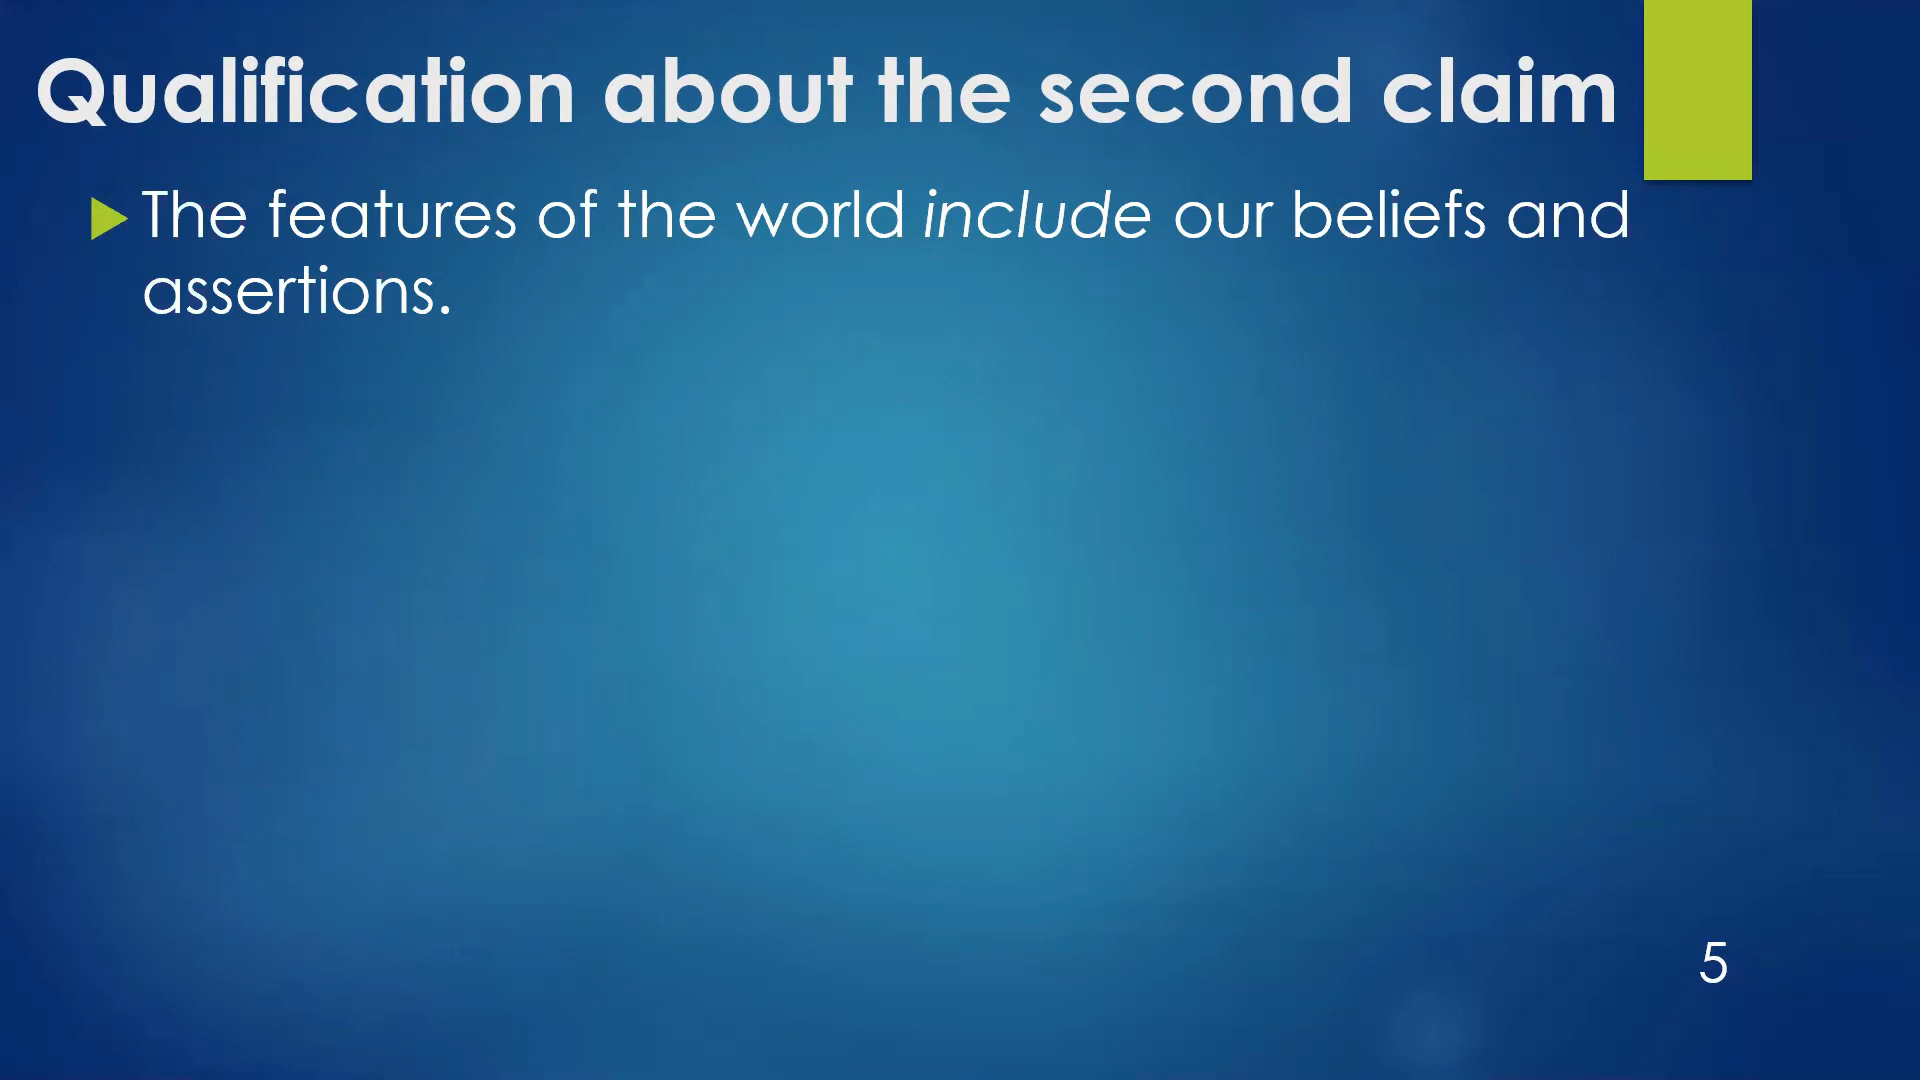 Qualification about the second claim
The features of the world include our beliefs and
assertions.
5